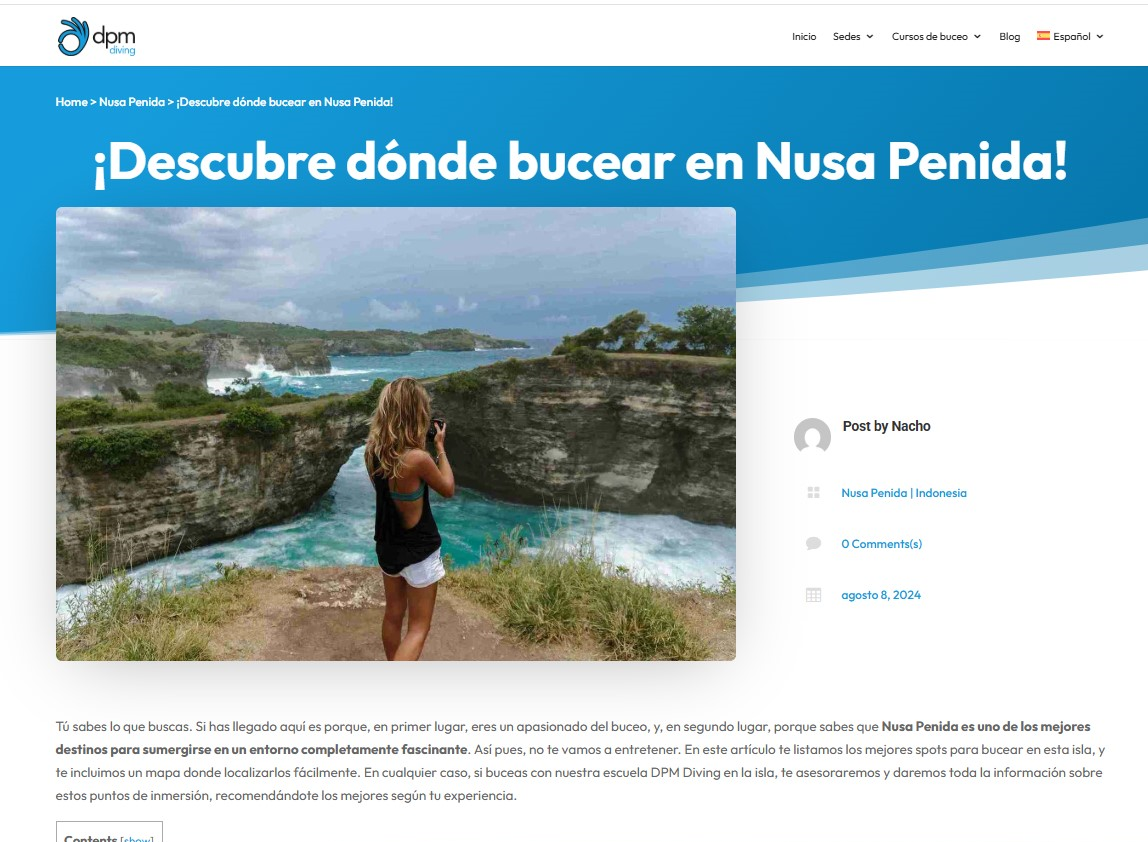 dpm
diving
Inicio
Sedes
Cursos de buceo
Blog
Español
Home > Nusa Penida > ¡Descubre dónde bucear en Nusa Penida!
¡Descubre dónde bucear en Nusa Penida!
Post by Nacho
Nusa Penida | Indonesia
0 Comments(s)
agosto 8, 2024
Tú sabes lo que buscas. Si has llegado aquí es porque, en primer lugar, eres un apasionado del buceo, y, en segundo lugar, porque sabes que Nusa Penida es uno de los mejores
destinos para sumergirse en un entorno completamente fascinante. Así pues, no te vamos a entretener. En este artículo te listamos los mejores spots para bucear en esta isla, y
te incluimos un mapa donde localizarlos fácilmente. En cualquier caso, si buceas con nuestra escuela DPM Diving en la isla, te asesoraremos y daremos toda la información sobre
estos puntos de inmersión, recomendándote los mejores según tu experiencia.
Contents [show]